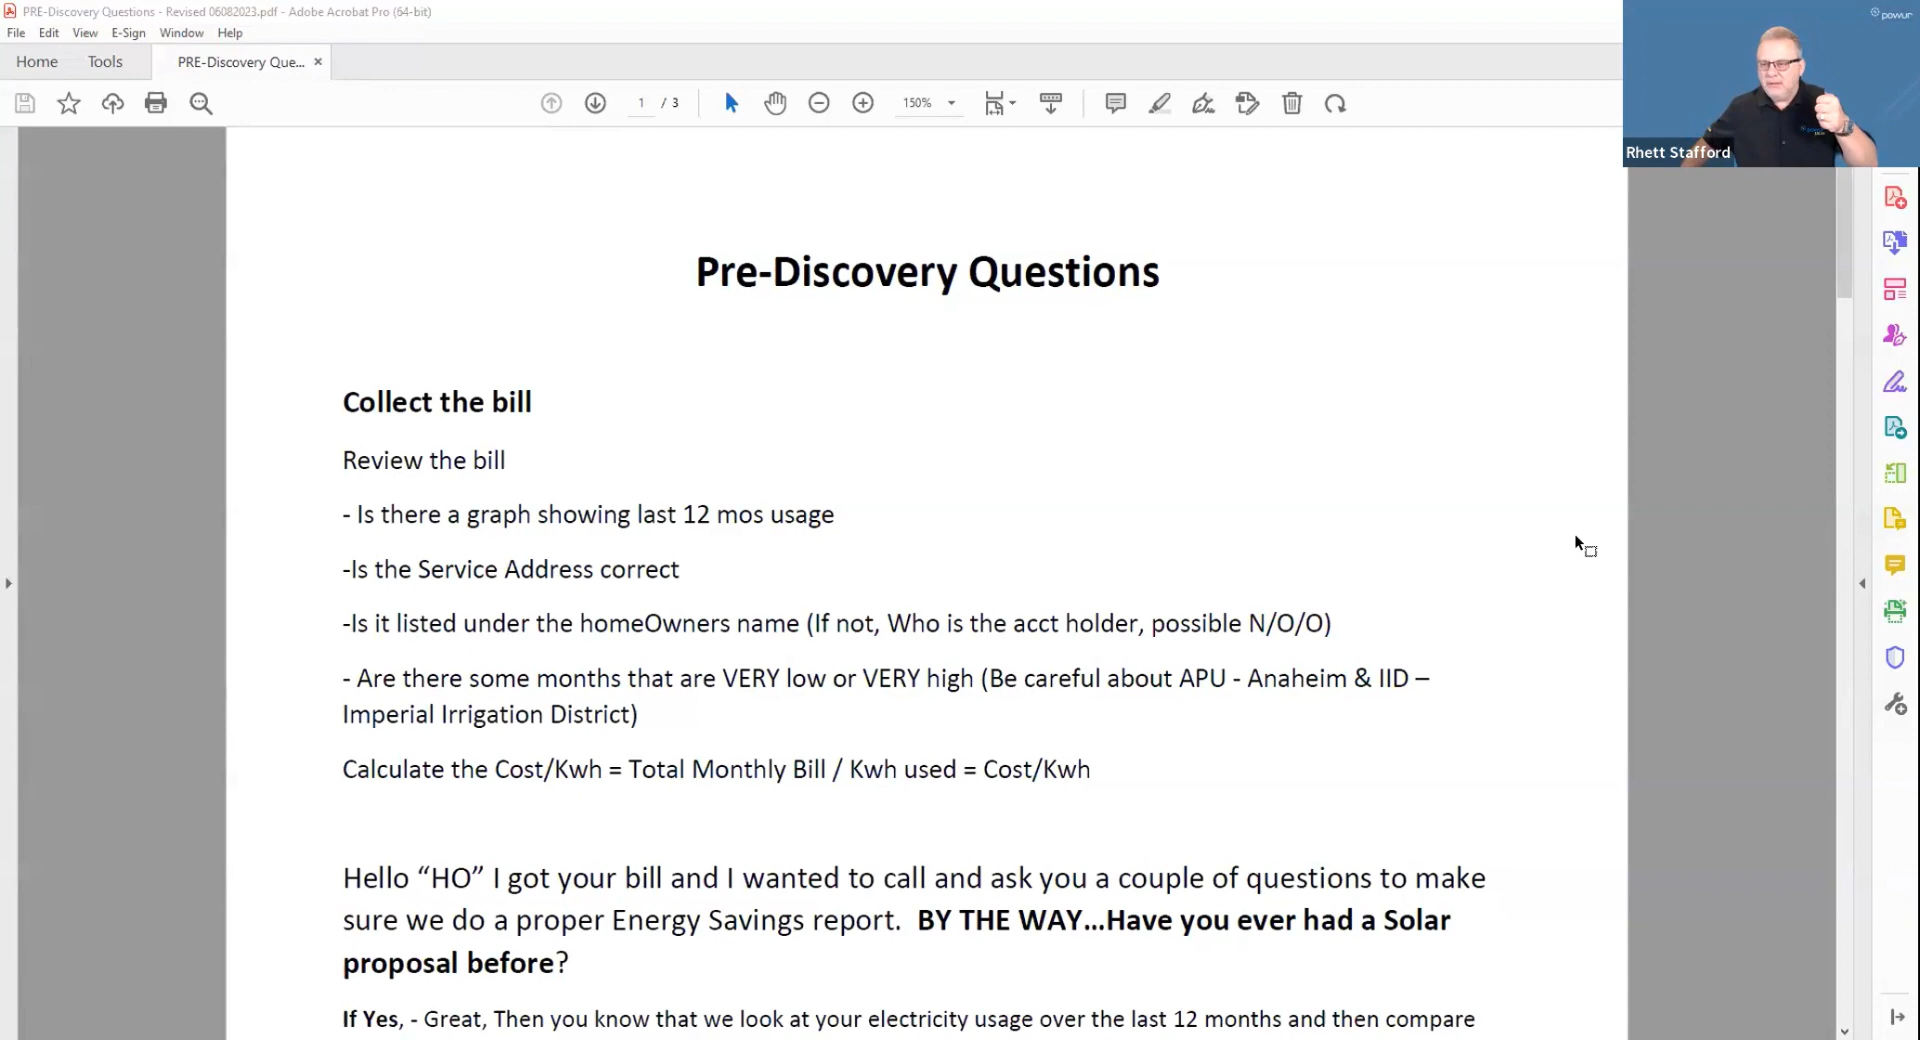 PRE-Discovery Questions - Revised 06082023.pdf - Adobe Acrobat Pro (64-bit)
File Edit View E-Sign Window Help
Home Tools PRE-Discovery Que... ×
1 / 3 150%
powur
Rhett Stafford
Pre-Discovery Questions
Collect the bill
Review the bill
- Is there a graph showing last 12 mos usage
-Is the Service Address correct
-Is it listed under the homeOwners name (If not, Who is the acct holder, possible N/O/O)
- Are there some months that are VERY low or VERY high (Be careful about APU - Anaheim & IID –
Imperial Irrigation District)
Calculate the Cost/Kwh = Total Monthly Bill / Kwh used = Cost/Kwh
Hello “HO” I got your bill and I wanted to call and ask you a couple of questions to make
sure we do a proper Energy Savings report.  BY THE WAY...Have you ever had a Solar
proposal before?
If Yes, - Great, Then you know that we look at your electricity usage over the last 12 months and then compare